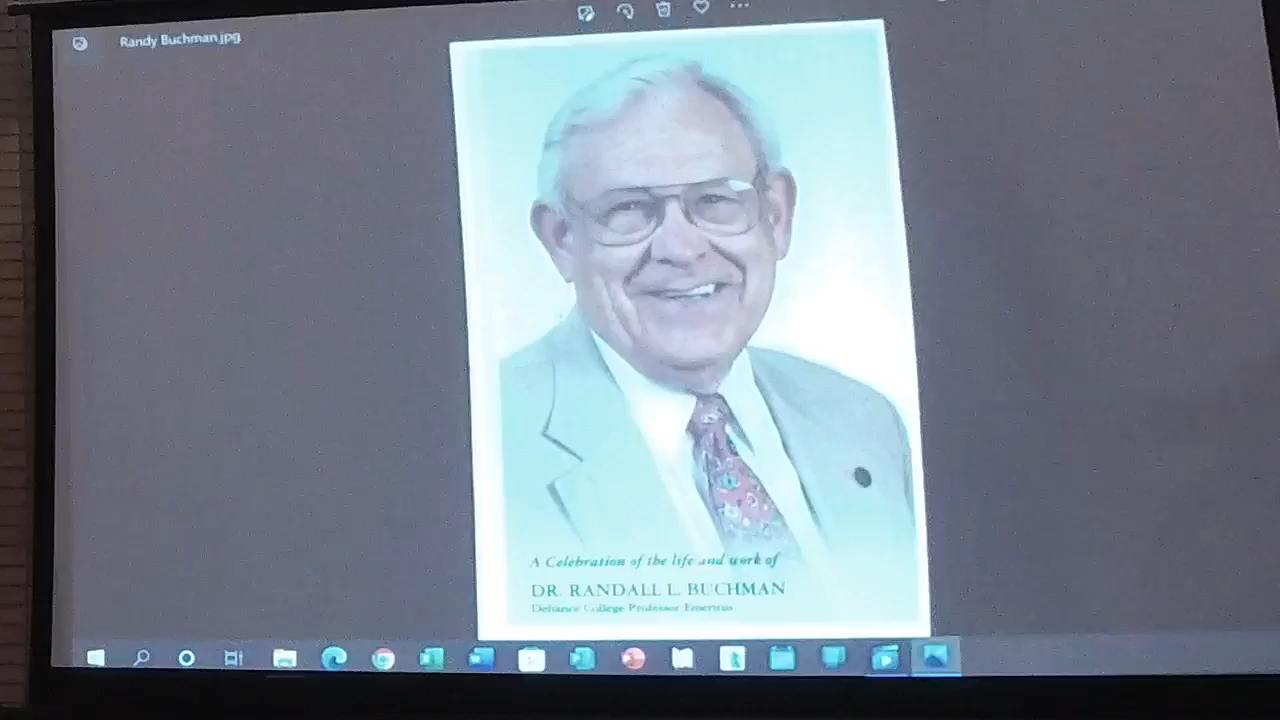 Randy Buchman.jpg
A Celebration of the life and work of
DR. RANDALL L. BUCHMAN
Defiance College Professor Emeritus